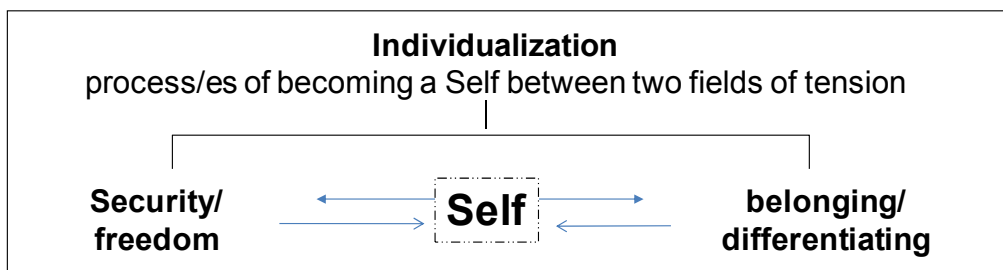 Individualization
process/es of becoming a Self between two fields of tension
Security/
freedom
Self
belonging/
differentiating